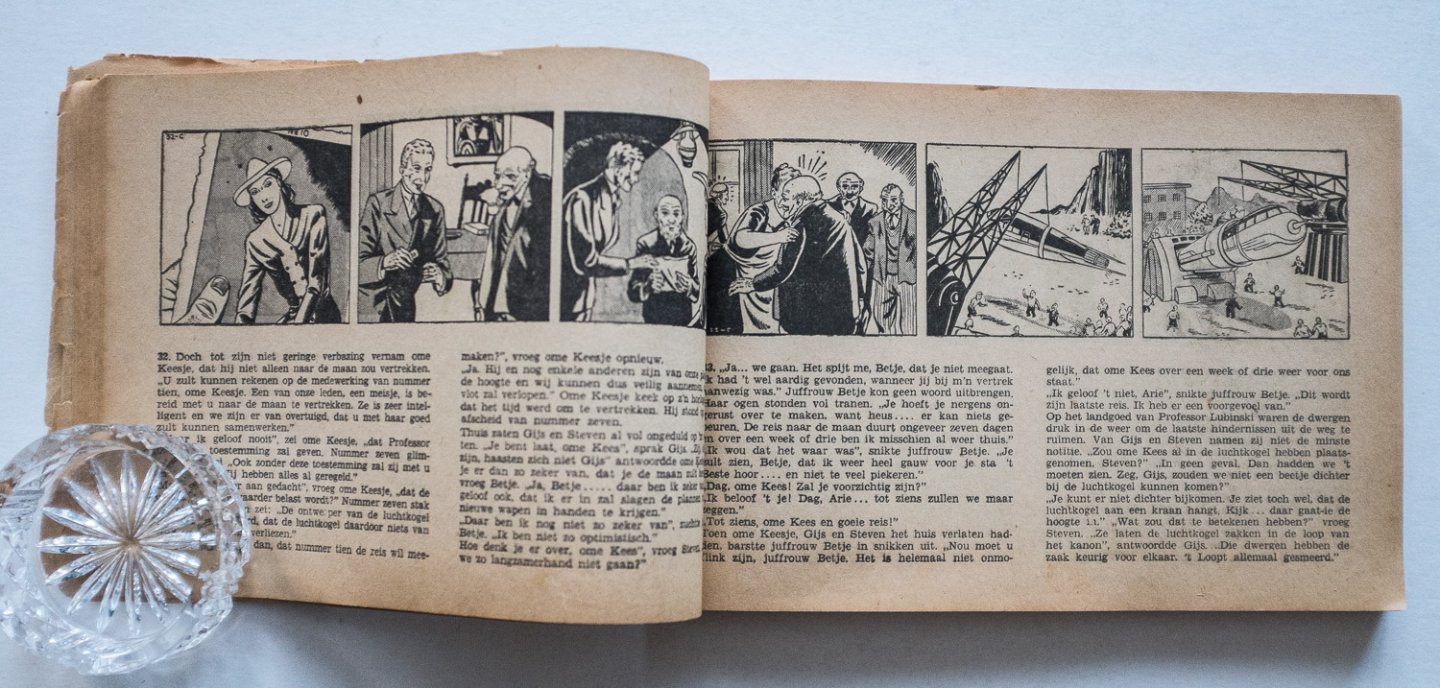 32-C
NR 10
32. Doch tot zijn niet geringe verbazing vernam ome
Keesje, dat hij niet alleen naar de maan zou vertrekken.
„U zult kunnen rekenen op de medewerking van nummer
tien, ome Keesje. Een van onze leden, een meisje, is be-
reid met u naar de maan te vertrekken. Ze is zeer intel-
ligent en we zijn er van overtuigd, dat u met haar goed
zult kunnen samenwerken.”
ik geloof nooit”, zei ome Keesje, „dat Professor
toestemming zal geven. Nummer zeven glim-
„Ook zonder deze toestemming zal zij met u
hebben alles al geregeld.”
er aan gedacht”, vroeg ome Keesje, „dat de
zwaarder belast wordt?” Nummer zeven stak
zei: „De ontwerper van de luchtkogel
dat de luchtkogel daardoor niets van
verliezen.”
dan, dat nummer tien de reis wil mee-
maken?”, vroeg ome Keesje opnieuw.
„Ja. Hij en nog enkele anderen zijn van
de hoogte en wij kunnen dus veilig
vlot zal verlopen.” Ome Keesje keek op z'n
dat het tijd werd om te vertrekken. Hij
afscheid van nummer zeven.
Thuis zaten Gijs en Steven al vol ongeduld op
ten. „Je bent laat, ome Kees”, sprak Gijs.
zijn, haasten zich niet Gijs” antwoordde ome
„je er dan zo zeker van, dat je de maan zult
vroeg Betje. „Ja, Betje.... daar ben ik zeker
geloof ook, dat ik er in zal slagen de
nieuwe wapen in handen te krijgen.”
„Daar ben ik nog niet zo zeker van”,
Betje. „Ik ben niet zo optimistisch.”
Hoe denk je er over, ome Kees”, vroeg Steven,
we zo langzamerhand niet gaan?”
33-C
„Ja... we gaan. Het spijt me, Betje, dat je niet meegaat.
Ik had 't wel aardig gevonden, wanneer jij bij m'n vertrek
aanwezig was.” Juffrouw Betje kon geen woord uitbrengen,
Haar ogen stonden vol tranen. „Je hoeft je nergens on-
gerust over te maken, want heus.... er kan niets ge-
beuren. De reis naar de maan duurt ongeveer zeven dagen
en over een week of drie ben ik misschien al weer thuis.”
„Ik wou dat het waar was”, snikte juffrouw Betje. „Je
zult zien, Betje, dat ik weer heel gauw voor je sta 't
Beste hoor.... en niet te veel piekeren.”
„Dag, ome Kees! Zal je voorzichtig zijn?”
„Ik beloof 't je! Dag, Arie... tot ziens zullen we maar
zeggen.”
„Tot ziens, ome Kees en goeie reis!”
Toen ome Keesje, Gijs en Steven het huis verlaten had-
den, barstte juffrouw Betje in snikken uit. „Nou moet u
flink zijn, juffrouw Betje. Het is helemaal niet onmo-
gelijk, dat ome Kees over een week of drie weer voor ons
staat.”
„Ik geloof 't niet, Arie”, snikte juffrouw Betje. „Dit wordt
zijn laatste reis. Ik heb er een voorgevoel van.”
Op het landgoed van Professor Lubinski waren de dwergen
druk in de weer om de laatste hindernissen uit de weg te
ruimen. Van Gijs en Steven namen zij niet de minste
notitie. „Zou ome Kees al in de luchtkogel hebben plaats-
genomen, Steven?” „In geen geval. Dan hadden we 't
moeten zien. Zeg, Gijs, zouden we niet een beetje dichter
bij de luchtkogel kunnen komen?”
„Je kunt er niet dichter bijkomen. Je ziet toch wel, dat de
luchtkogel aan een kraan hangt, Kijk... daar gaat-ie de
hoogte i.1.” „Wat zou dat te betekenen hebben?” vroeg
Steven. „Ze laten de luchtkogel zakken in de loop van
het kanon”, antwoordde Gijs. „Die dwergen hebben de
zaak keurig voor elkaar. 't Loopt allemaal gesmeerd.”